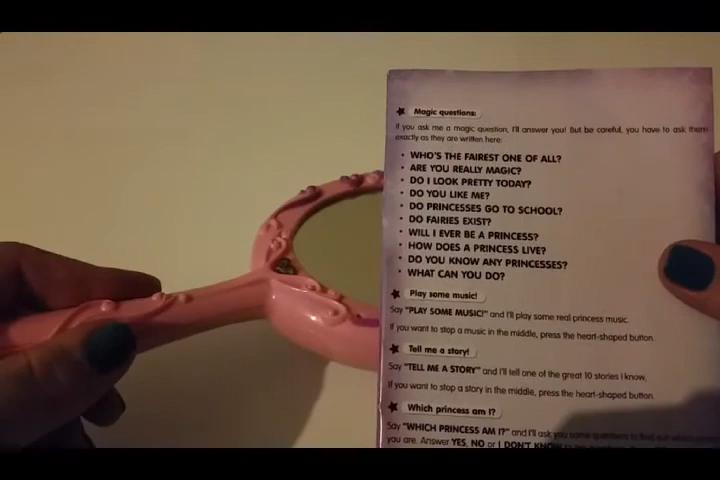 Magic questions:
If you ask me a magic question, I'll answer you! But be careful, you have to ask them
exactly as they are written here:
• WHO'S THE FAIREST ONE OF ALL?
• ARE YOU REALLY MAGIC?
• DO I LOOK PRETTY TODAY?
• DO YOU LIKE ME?
• DO PRINCESSES GO TO SCHOOL?
• DO FAIRIES EXIST?
• WILL I EVER BE A PRINCESS?
• HOW DOES A PRINCESS LIVE?
• DO YOU KNOW ANY PRINCESSES?
• WHAT CAN YOU DO?
Play some music!
Say "PLAY SOME MUSIC!" and I'll play some real princess music.
If you want to stop a music in the middle, press the heart-shaped button.
Tell me a story!
Say "TELL ME A STORY" and I'll tell one of the great 10 stories I know.
If you want to stop a story in the middle, press the heart-shaped button.
Which princess am I?
Say "WHICH PRINCESS AM I?" and I'll ask you some questions to find out which
you are. Answer YES, NO or I DON'T KNOW